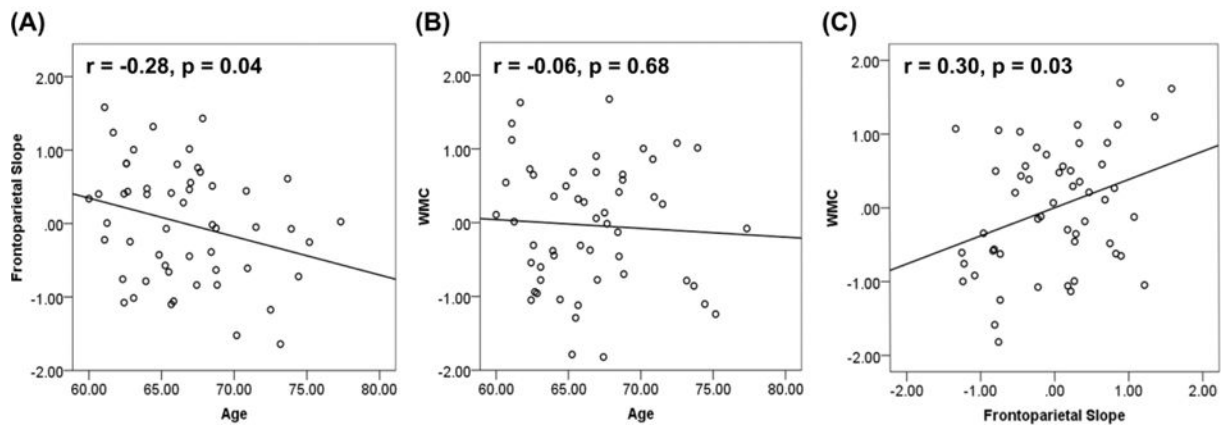 (A)
r = -0.28, p = 0.04
Frontoparietal Slope
2.00
1.00
.00
-1.00
-2.00
60.00 65.00 70.00 75.00 80.00
Age
(B)
r = -0.06, p = 0.68
WMC
2.00
1.00
.00
-1.00
-2.00
60.00 65.00 70.00 75.00 80.00
Age
(C)
r = 0.30, p = 0.03
WMC
2.00
1.00
.00
-1.00
-2.00
-2.00 -1.00 .00 1.00 2.00
Frontoparietal Slope